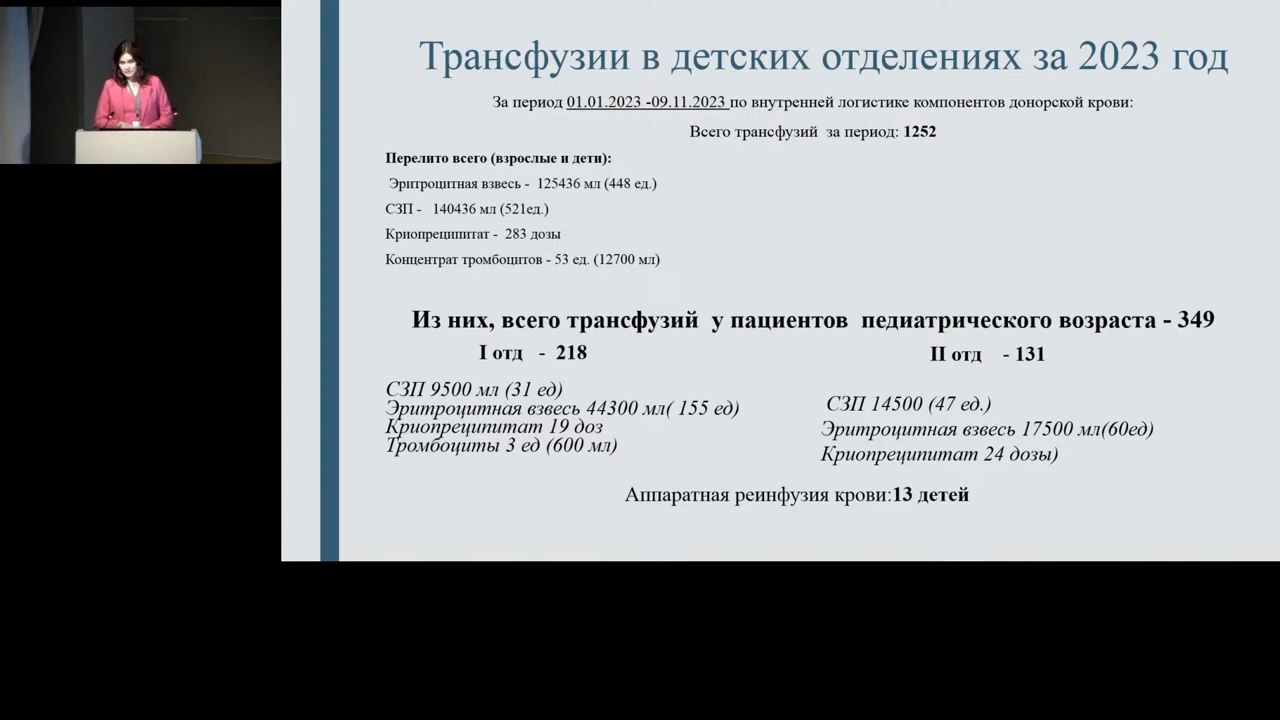 Трансфузии в детских отделениях за 2023 год
За период 01.01.2023 -09.11.2023 по внутренней логистике компонентов донорской крови:
Всего трансфузий за период: 1252
Перелито всего (взрослые и дети):
Эритроцитная взвесь - 125436 мл (448 ед.)
СЗП - 140436 мл (521ед.)
Криопреципитат - 283 дозы
Концентрат тромбоцитов - 53 ед. (12700 мл)
Из них, всего трансфузий у пациентов педиатрического возраста - 349
I отд - 218
СЗП 9500 мл (31 ед)
Эритроцитная взвесь 44300 мл( 155 ед)
Криопреципитат 19 доз
Тромбоциты 3 ед (600 мл)
II отд - 131
СЗП 14500 (47 ед.)
Эритроцитная взвесь 17500 мл(60ед)
Криопреципитат 24 дозы)
Аппаратная реинфузия крови:13 детей